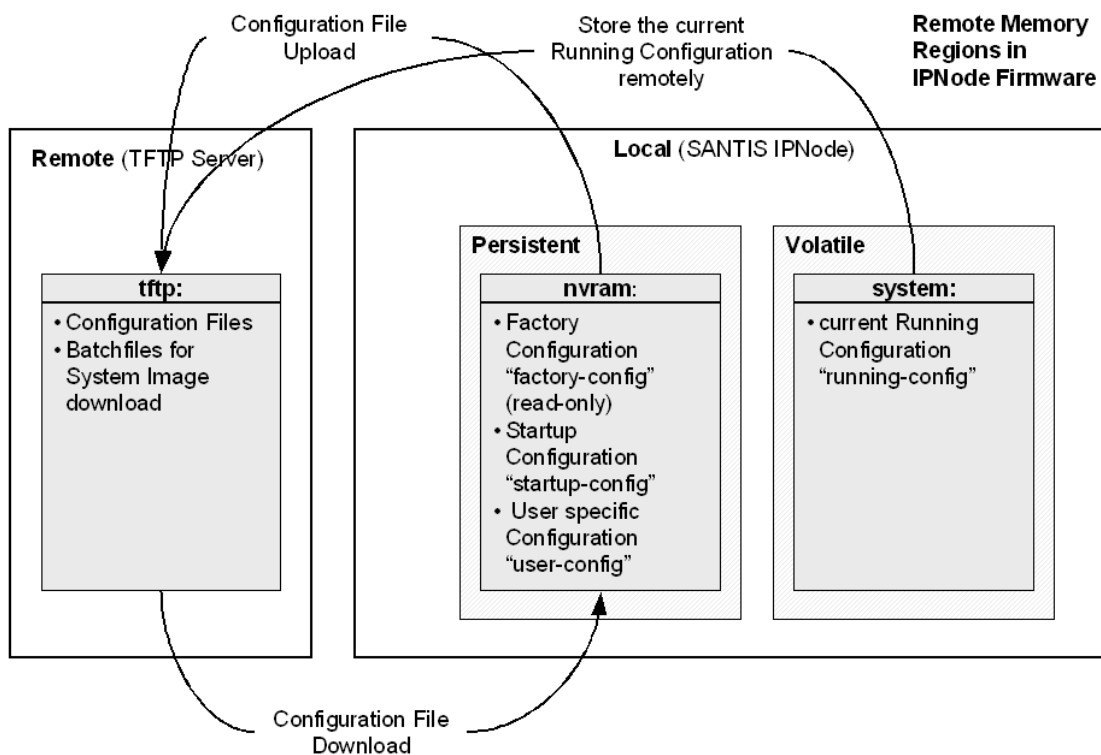 Configuration File
Upload
Store the current
Running Configuration
remotely
Remote Memory
Regions in
IPNode Firmware
Remote (TFTP Server)
Local (SANTIS IPNode)
Persistent
Volatile
tftp:
• Configuration Files
• Batchfiles for
System Image
download
nvram:
• Factory
Configuration
“factory-config”
(read-only)
• Startup
Configuration
“startup-config”
• User specific
Configuration
“user-config”
system:
• current Running
Configuration
“running-config”
Configuration File
Download